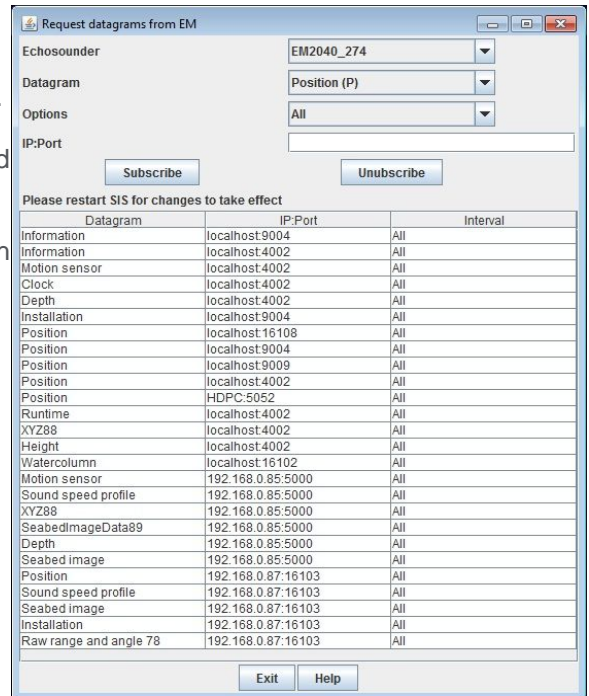 Request datagrams from EM
Echosounder EM2040_274
Datagram Position (P)
Options All
IP:Port
Subscribe Unubscribe
Please restart SIS for changes to take effect
Datagram IP:Port Interval
Information localhost:9004 All
Information localhost:4002 All
Motion sensor localhost:4002 All
Clock localhost:4002 All
Depth localhost:4002 All
Installation localhost:9004 All
Position localhost:16108 All
Position localhost:9004 All
Position localhost:9009 All
Position localhost:4002 All
Position HDPC:5052 All
Runtime localhost:4002 All
XYZ88 localhost:4002 All
Height localhost:4002 All
Watercolumn localhost:16102 All
Motion sensor 192.168.0.85:5000 All
Sound speed profile 192.168.0.85:5000 All
XYZ88 192.168.0.85:5000 All
SeabedImageData89 192.168.0.85:5000 All
Depth 192.168.0.85:5000 All
Seabed image 192.168.0.85:5000 All
Position 192.168.0.87:16103 All
Sound speed profile 192.168.0.87:16103 All
Seabed image 192.168.0.87:16103 All
Installation 192.168.0.87:16103 All
Raw range and angle 78 192.168.0.87:16103 All
Exit Help